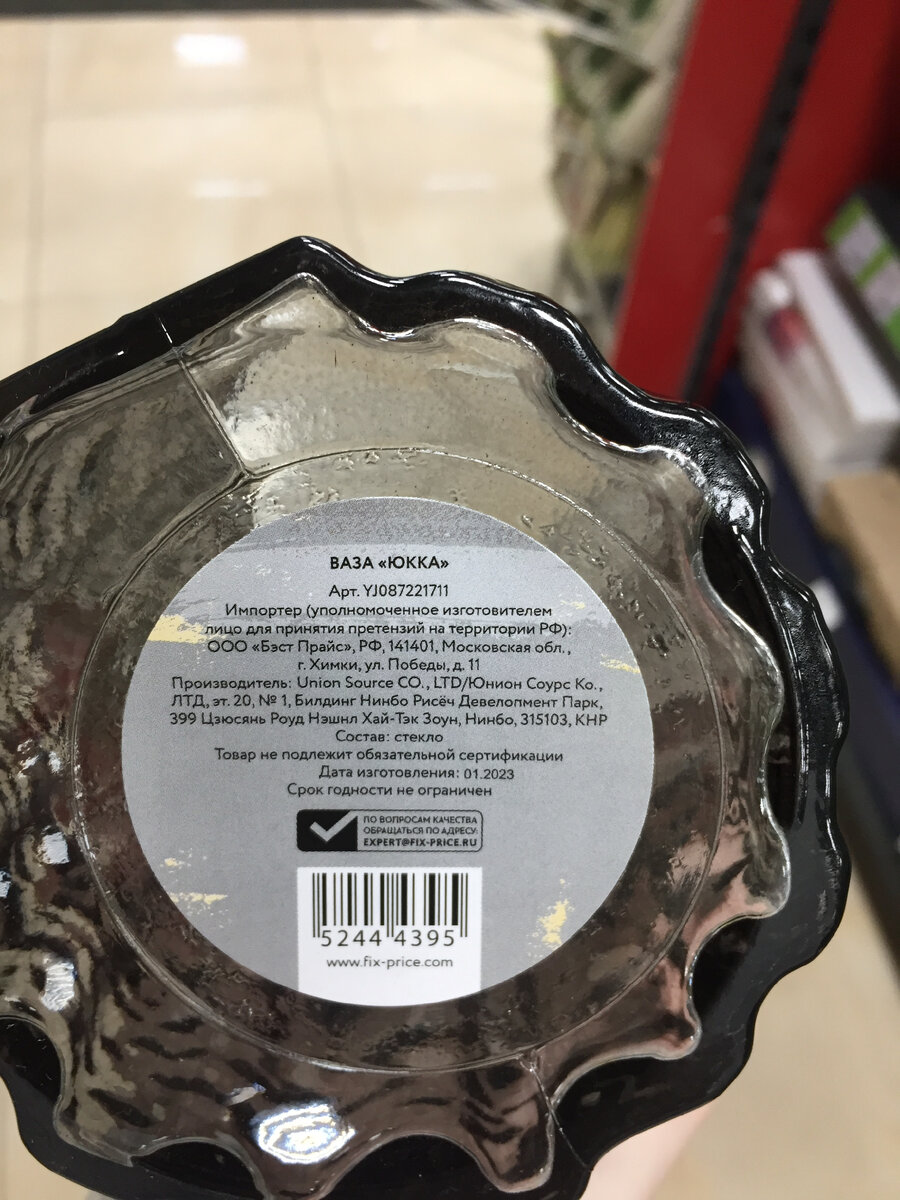 ВАЗА «ЮККА»
Арт. YJ087221711
Импортер (уполномоченное изготовителем
лицо для принятия претензий на территории РФ):
ООО «Бэст Прайс», РФ, 141401, Московская обл.,
г. Химки, ул. Победы, д. 11
Производитель: Union Source CO., LTD/Юнион Соурс Ко.,
ЛТД, эт. 20, № 1, Билдинг Нинбо Рисёч Девелопмент Парк,
399 Цзюсянь Роуд Нэшнл Хай-Тэк Зоун, Нинбо, 315103, КНР
Состав: стекло
Товар не подлежит обязательной сертификации
Дата изготовления: 01.2023
Срок годности не ограничен
ПО ВОПРОСАМ КАЧЕСТВА
ОБРАЩАТЬСЯ ПО АДРЕСУ:
EXPERT@FIX-PRICE.RU
5244 4395
www.fix-price.com